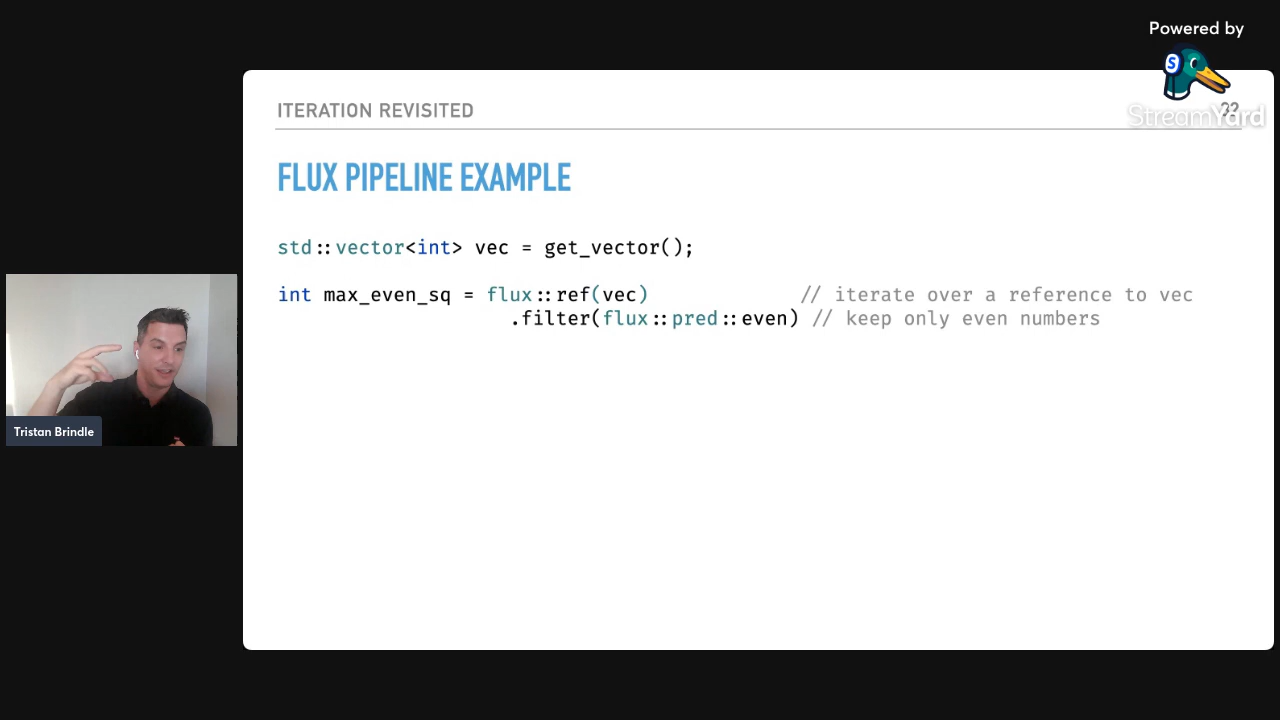 Powered by
StreamYard
ITERATION REVISITED
FLUX PIPELINE EXAMPLE
std::vector<int> vec = get_vector();
int max_even_sq = flux::ref(vec) // iterate over a reference to vec
.filter(flux::pred::even) // keep only even numbers
Tristan Brindle